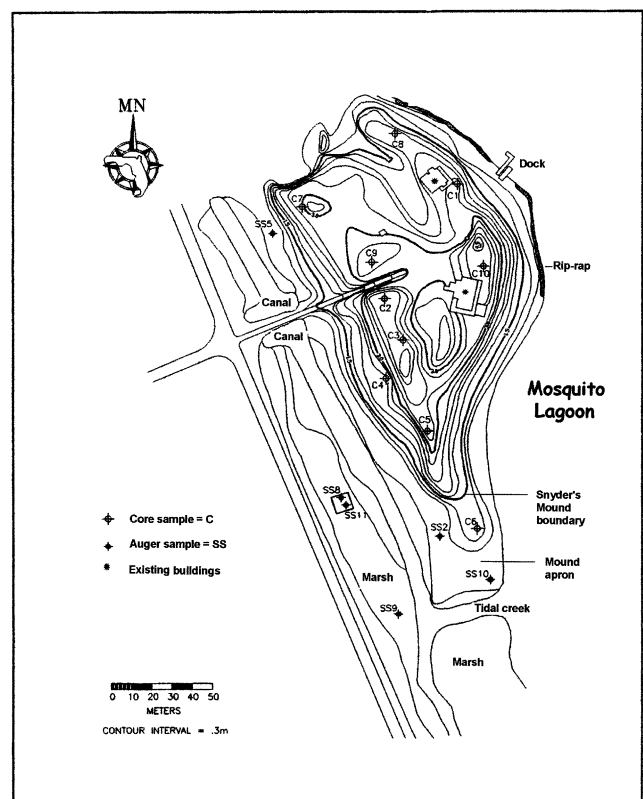 MN
C8
Dock
C1
C7
SS5
C9
C10
Rip-rap
Canal
C2
Canal
C3
C4
Mosquito
Lagoon
C5
SS8
SS11
Snyder's
Mound
boundary
Core sample = C
SS2
C6
Auger sample = SS
Existing buildings
Mound
apron
Marsh
SS10
SS9
Tidal creek
Marsh
0 10 20 30 40 50
METERS
CONTOUR INTERVAL = .3m